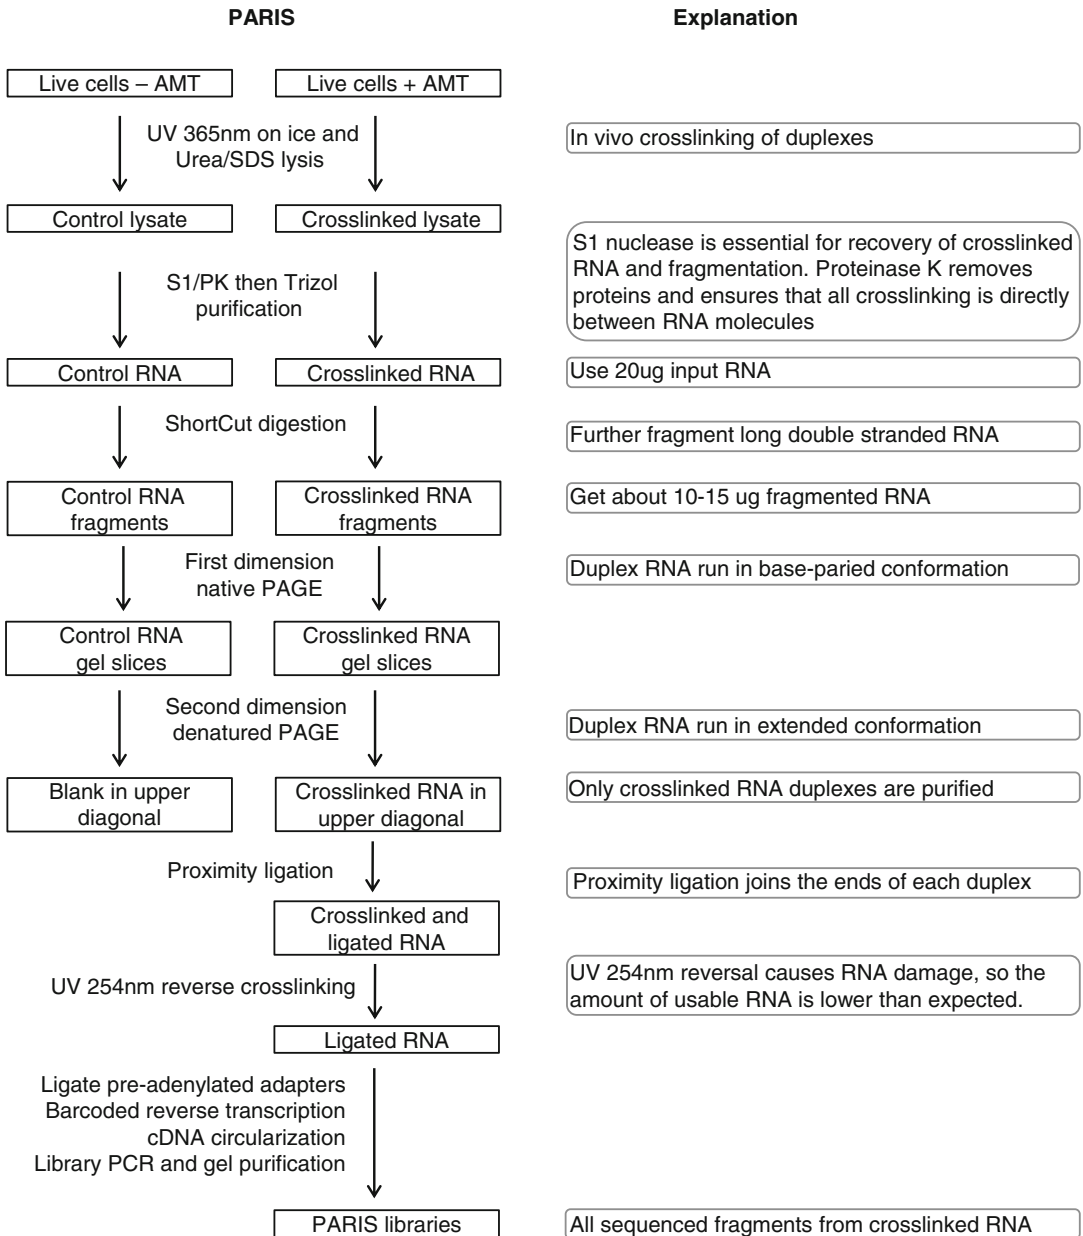 PARIS
Explanation
Live cells – AMT
Live cells + AMT
UV 365nm on ice and
Urea/SDS lysis
In vivo crosslinking of duplexes
Control lysate
Crosslinked lysate
S1/PK then Trizol
purification
S1 nuclease is essential for recovery of crosslinked
RNA and fragmentation. Proteinase K removes
proteins and ensures that all crosslinking is directly
between RNA molecules
Control RNA
Crosslinked RNA
Use 20ug input RNA
ShortCut digestion
Further fragment long double stranded RNA
Control RNA
fragments
Crosslinked RNA
fragments
Get about 10-15 ug fragmented RNA
First dimension
native PAGE
Duplex RNA run in base-paried conformation
Control RNA
gel slices
Crosslinked RNA
gel slices
Second dimension
denatured PAGE
Duplex RNA run in extended conformation
Blank in upper
diagonal
Crosslinked RNA in
upper diagonal
Only crosslinked RNA duplexes are purified
Proximity ligation
Proximity ligation joins the ends of each duplex
Crosslinked and
ligated RNA
UV 254nm reverse crosslinking
UV 254nm reversal causes RNA damage, so the
amount of usable RNA is lower than expected.
Ligated RNA
Ligate pre-adenylated adapters
Barcoded reverse transcription
cDNA circularization
Library PCR and gel purification
PARIS libraries
All sequenced fragments from crosslinked RNA